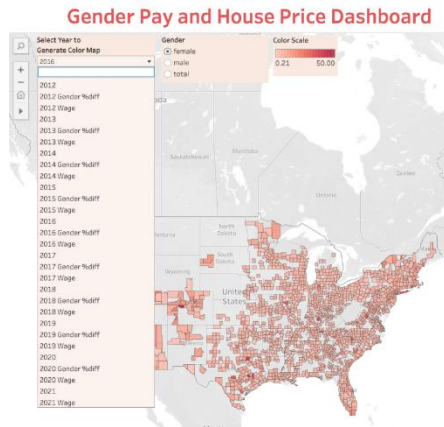 Gender Pay and House Price Dashboard
Select Year to
Generate Color Map
2016
Gender
female
male
total
Color Scale
0.21 50.00
2012
2012 Gender %diff
2012 Wage
2013
2013 Gender %diff
2013 Wage
2014
2014 Gender %diff
2014 Wage
2015
2015 Gender %diff
2015 Wage
2016
2016 Gender %diff
2016 Wage
2017
2017 Gender %diff
2017 Wage
2018
2018 Gender %diff
2018 Wage
2019
2019 Gender %diff
2019 Wage
2020
2020 Gender %diff
2020 Wage
2021
2021 Wage
Saskatchewan
Manitoba
Ontario
Quebec
North
Dakota
South
Dakota
Wyoming
United
States